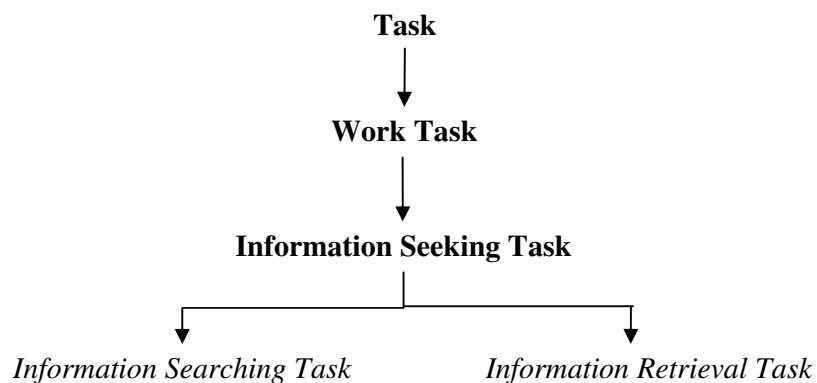 Task
Work Task
Information Seeking Task
Information Searching Task
Information Retrieval Task